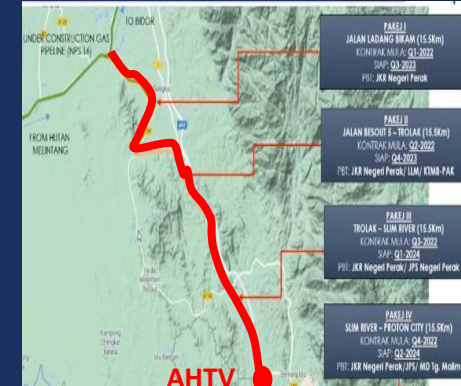 TO BIDOR
UNDER CONSTRUCTION GAS
PIPELINE (NPS 16)
FROM HUTAN
MELINTANG
AHTV
PAKEJ I
JALAN LADANG BIKAM (15.5Km)
KONTRAK MULA: Q1-2022
SIAP: Q3-2023
PBT: JKR Negeri Perak
PAKEJ II
JALAN BESOUT 5 – TROLAK (15.5Km)
KONTRAK MULA: Q2-2022
SIAP: Q4-2023
PBT: JKR Negeri Perak/ LLM/ KTMB-PAK
PAKEJ III
TROLAK – SLIM RIVER (15.5Km)
KONTRAK MULA: Q3-2022
SIAP: Q1-2024
PBT: JKR Negeri Perak/ JPS Negeri Perak
PAKEJ IV
SLIM RIVER – PROTON CITY (15.5Km)
KONTRAK MULA: Q4-2022
SIAP: Q2-2024
PBT: JKR Negeri Perak/JPS/ MD Tg. Malim